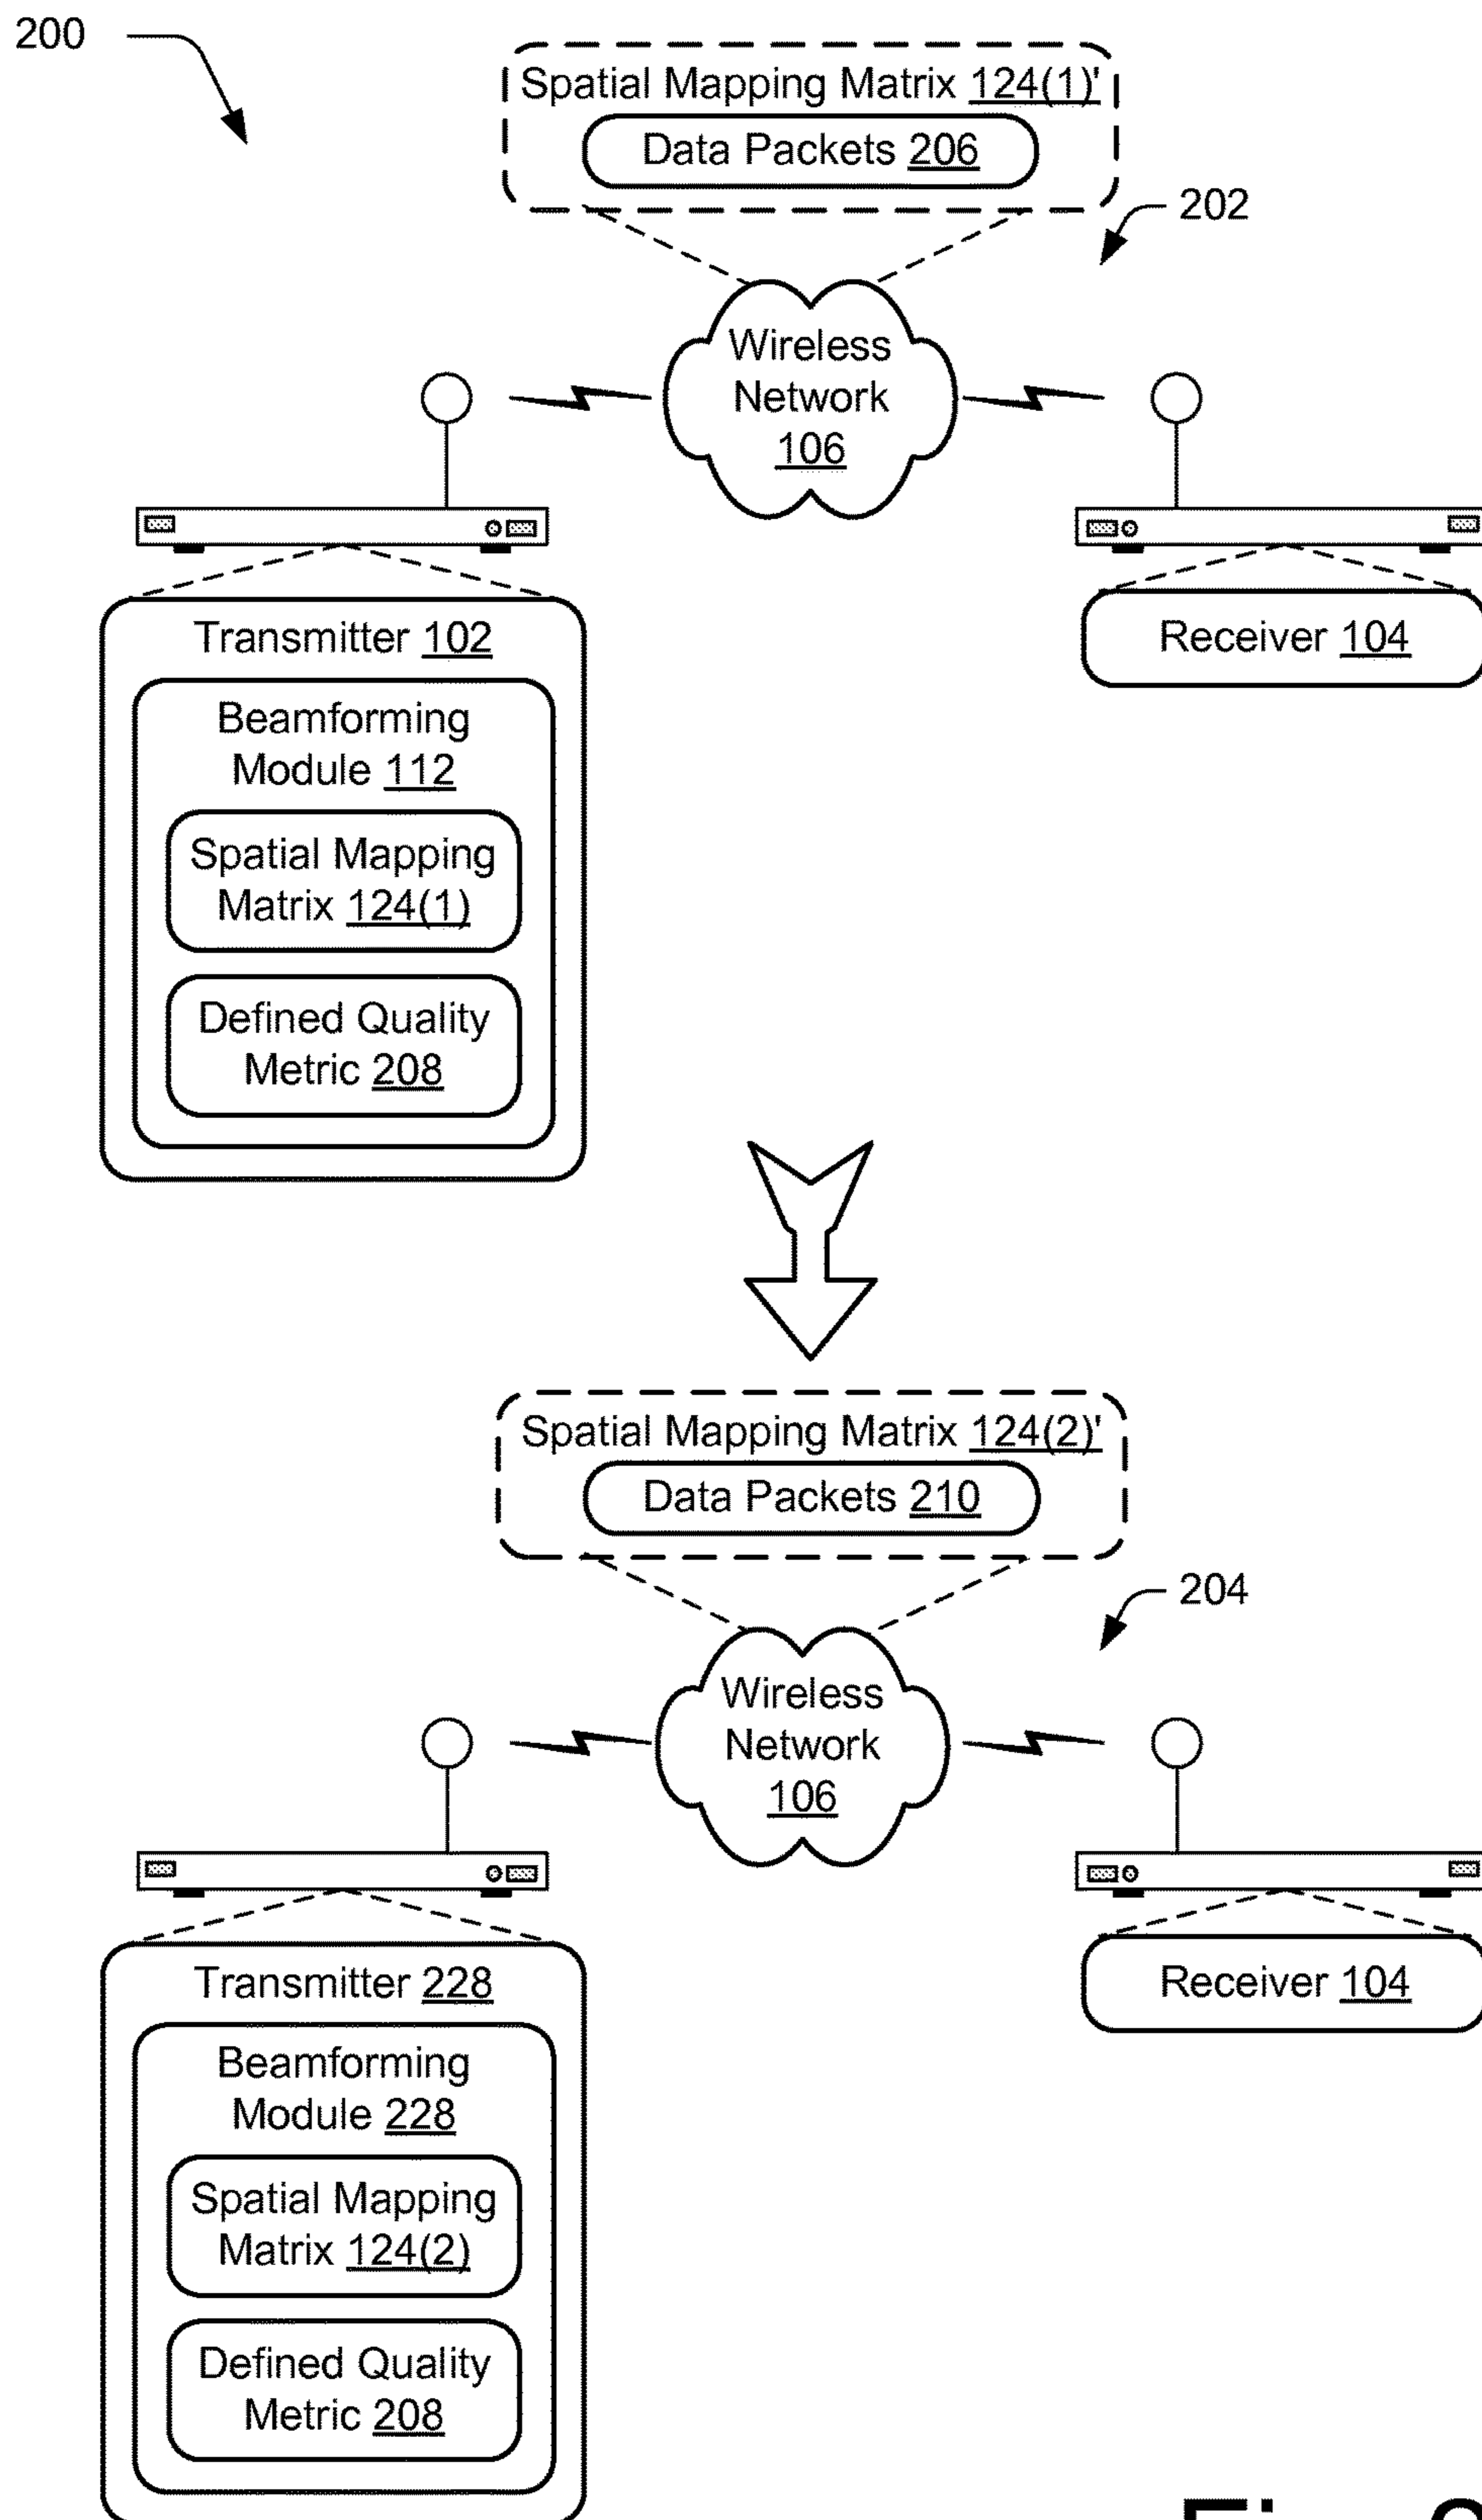 200
Spatial Mapping Matrix 124(1)'
Data Packets 206
202
Wireless
Network
106
Transmitter 102
Receiver 104
Beamforming
Module 112
Spatial Mapping
Matrix 124(1)
Defined Quality
Metric 208
Spatial Mapping Matrix 124(2)'
Data Packets 210
204
Wireless
Network
106
Transmitter 228
Receiver 104
Beamforming
Module 228
Spatial Mapping
Matrix 124(2)
Defined Quality
Metric 208